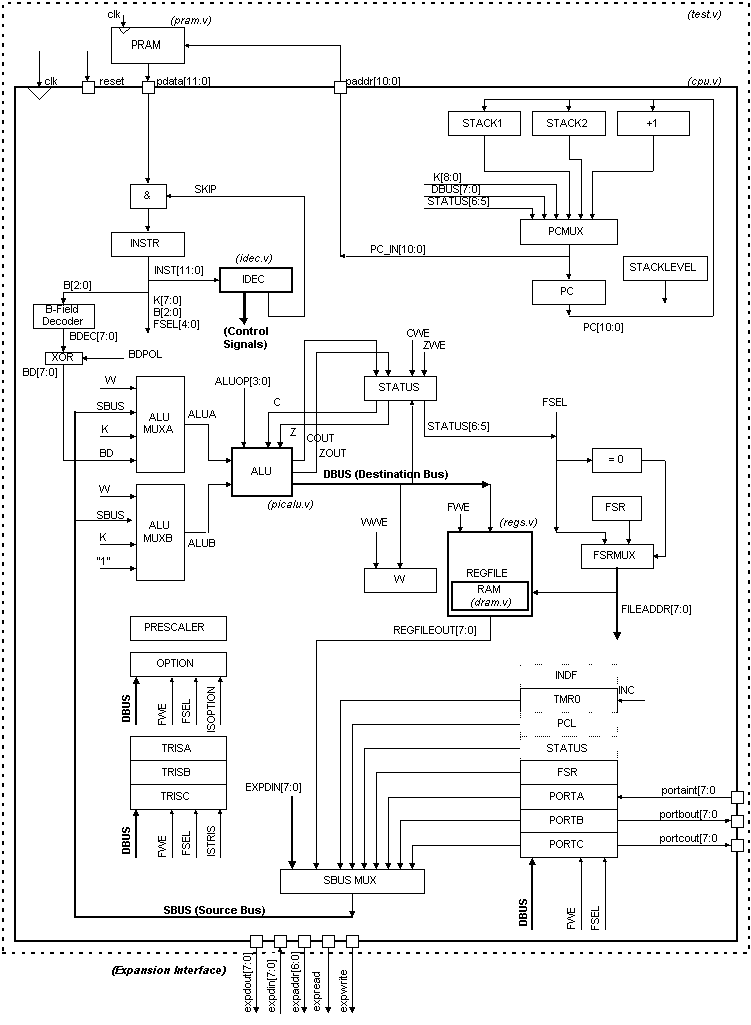 clk
(pram.v)
(test.v)
PRAM
clk
reset
pdata[11:0]
paddr[10:0]
(cpu.v)
STACK1
STACK2
+1
K[8:0]
DBUS[7:0]
STATUS[6:5]
SKIP
&
PCMUX
INSTR
PC_IN[10:0]
(idec.v)
INST[11:0]
IDEC
STACKLEVEL
B[2:0]
PC
K[7:0]
B[2:0]
FSEL[4:0]
B-Field
Decoder
(Control
Signals)
PC[10:0]
BDEC[7:0]
CWE
ZWE
XOR
BDPOL
BD[7:0]
W
ALUOP[3:0]
STATUS
SBUS
ALU
MUXA
ALUA
C
FSEL
K
Z
COUT
STATUS[6:5]
ZOUT
BD
ALU
= 0
DBUS (Destination Bus)
W
(picalu.v)
FWE
FSR
SBUS
ALU
MUXB
WWE
(regs.v)
K
ALUB
FSRMUX
"1"
W
REGFILE
RAM
(dram.v)
FILEADDR[7:0]
PRESCALER
REGFILEOUT[7:0]
OPTION
INDF
DBUS
FWE
FSEL
ISOPTION
TMR0
INC
PCL
TRISA
STATUS
TRISB
FSR
TRISC
EXPDIN[7:0]
PORTA
portaint[7:0
PORTB
portbout[7:0
DBUS
FWE
FSEL
ISTRIS
PORTC
portcout[7:0
SBUS MUX
SBUS (Source Bus)
DBUS
FWE
FSEL
(Expansion Interface)
expdout[7:0]
expdin[7:0]
expaddr[6:0]
expread
expwrite